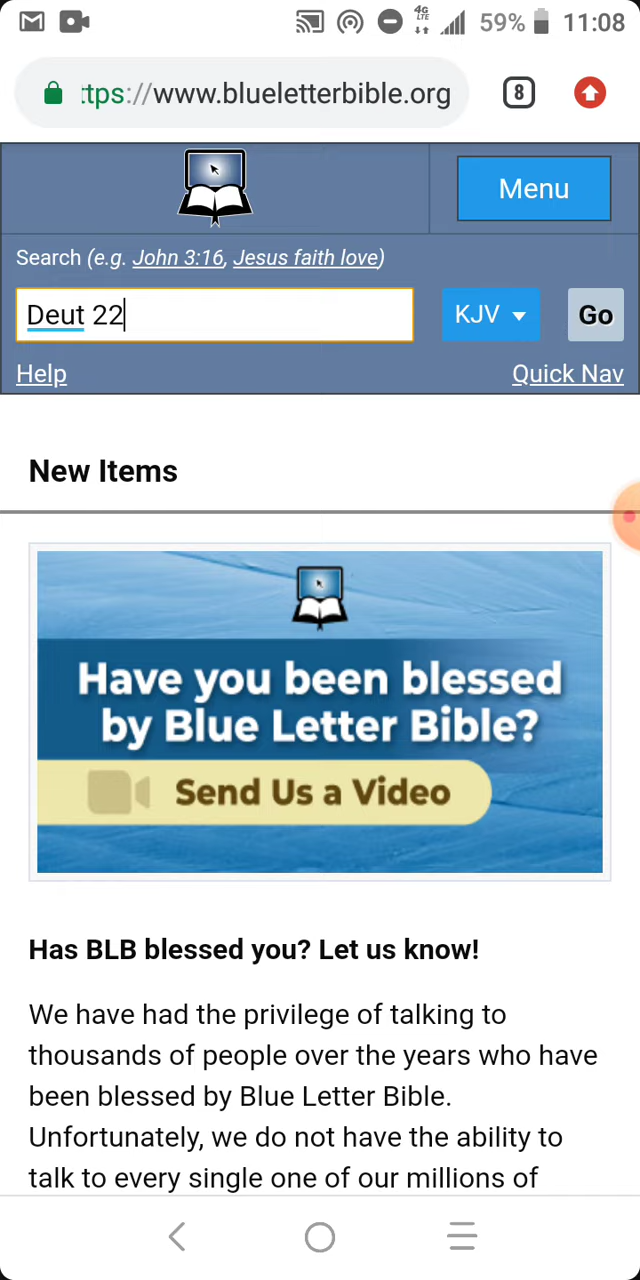 4G
LTE
59%
11:08
ttps://www.blueletterbible.org
8
Menu
Search (e.g. John 3:16, Jesus faith love)
Deut 22
KJV
Go
Help
Quick Nav
New Items
Have you been blessed
by Blue Letter Bible?
Send Us a Video
Has BLB blessed you? Let us know!
We have had the privilege of talking to
thousands of people over the years who have
been blessed by Blue Letter Bible.
Unfortunately, we do not have the ability to
talk to every single one of our millions of